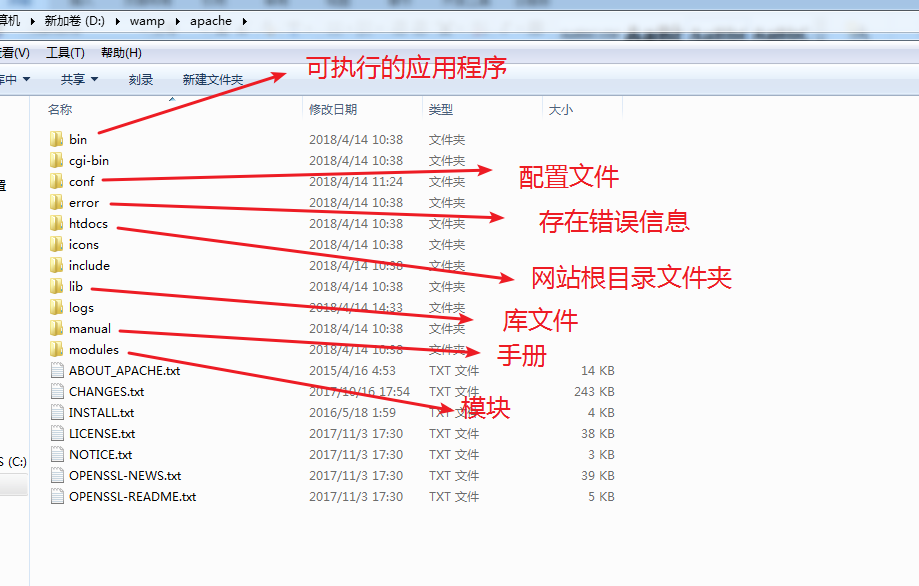 算机 ▸ 新加卷 (D:) ▸ wamp ▸ apache ▸
查看(V) 工具(T) 帮助(H)
库中 ▼ 共享 ▼ 刻录 新建文件夹
可执行的应用程序
名称 修改日期 类型 大小
bin 2018/4/14 10:38 文件夹
cgi-bin 2018/4/14 10:38 文件夹
conf 2018/4/14 11:24 文件夹
配置文件
置
error 2018/4/14 10:38 文件夹
存在错误信息
htdocs 2018/4/14 10:38 文件夹
icons 2018/4/14 10:38 文件夹
include 2018/4/14 10:38 文件夹
网站根目录文件夹
lib 2018/4/14 10:38 文件夹
logs 2018/4/14 14:33 文件夹
库文件
manual 2018/4/14 10:38 文件夹
手册
modules 2018/4/14 10:38 文件夹
ABOUT_APACHE.txt 2015/4/16 4:53 TXT 文件 14 KB
CHANGES.txt 2017/10/16 17:54 TXT 文件 243 KB
模块
INSTALL.txt 2016/5/18 1:59 TXT 文件 4 KB
LICENSE.txt 2017/11/3 17:30 TXT 文件 38 KB
NOTICE.txt 2017/11/3 17:30 TXT 文件 3 KB
S (C:)
OPENSSL-NEWS.txt 2017/11/3 17:30 TXT 文件 39 KB
OPENSSL-README.txt 2017/11/3 17:30 TXT 文件 5 KB